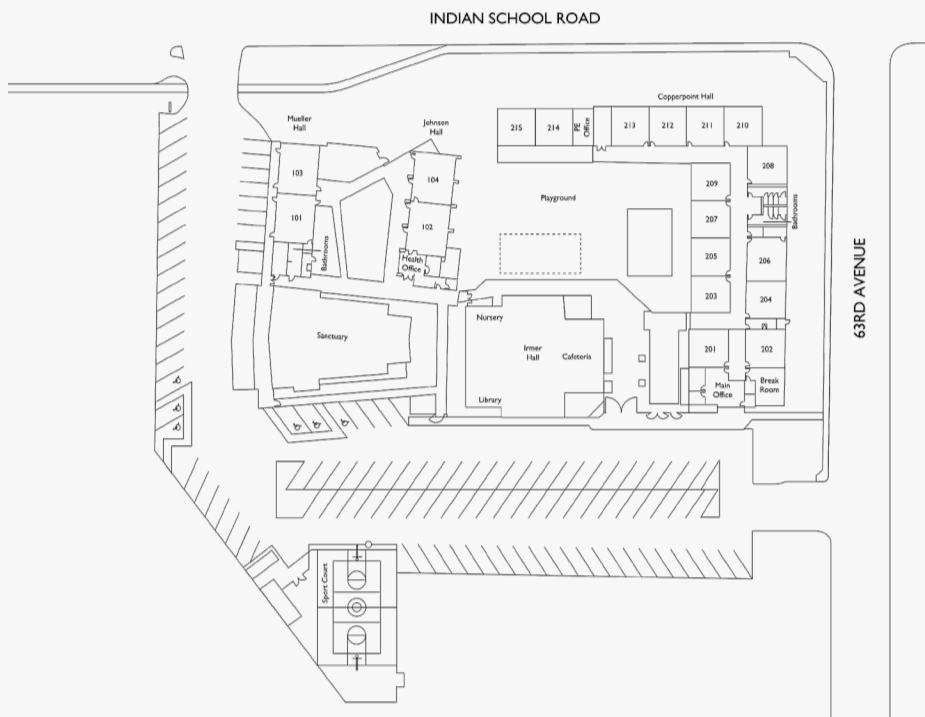 INDIAN SCHOOL ROAD
Copperpoint Hall
Mueller
Hall
Johnson
Hall
215
214
PE
Office
213
212
211
210
208
103
104
209
101
102
Playground
207
Bathrooms
Bathrooms
Health
Office
205
206
203
204
63RD AVENUE
Nursery
Sanctuary
Irmer
Hall
Cafeteria
201
202
Main
Office
Break
Room
Library
Sport Court